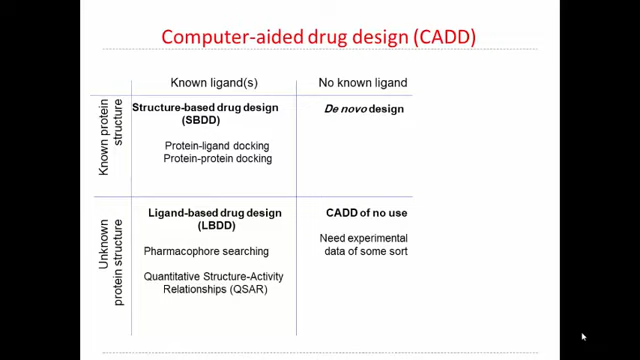 Computer-aided drug design (CADD)
Known ligand(s)
No known ligand
Known protein
structure
Structure-based drug design
(SBDD)
Protein-ligand docking
Protein-protein docking
De novo design
Unknown
protein structure
Ligand-based drug design
(LBDD)
Pharmacophore searching
Quantitative Structure-Activity
Relationships (QSAR)
CADD of no use
Need experimental
data of some sort